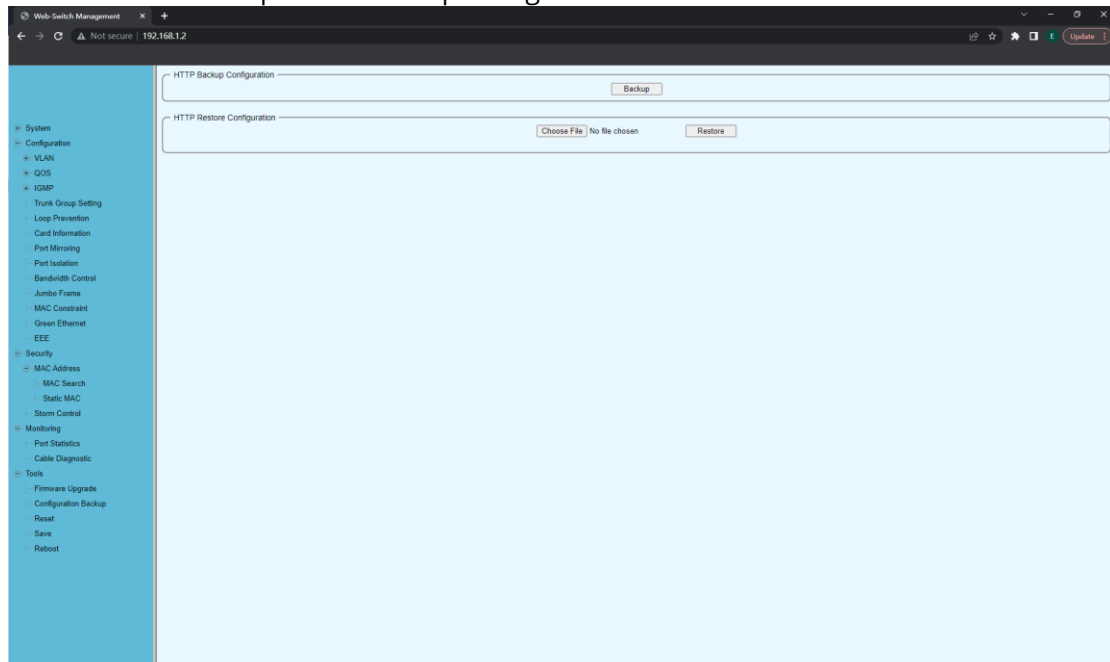 Web-Switch Management
Not secure | 192.168.1.2
E Update
HTTP Backup Configuration
Backup
HTTP Restore Configuration
Choose File No file chosen Restore
System
Configuration
VLAN
QOS
IGMP
Trunk Group Setting
Loop Prevention
Card Information
Port Mirroring
Port Isolation
Bandwidth Control
Jumbo Frame
MAC Constraint
Green Ethernet
EEE
Security
MAC Address
MAC Search
Static MAC
Storm Control
Monitoring
Port Statistics
Cable Diagnostic
Tools
Firmware Upgrade
Configuration Backup
Reset
Save
Reboot